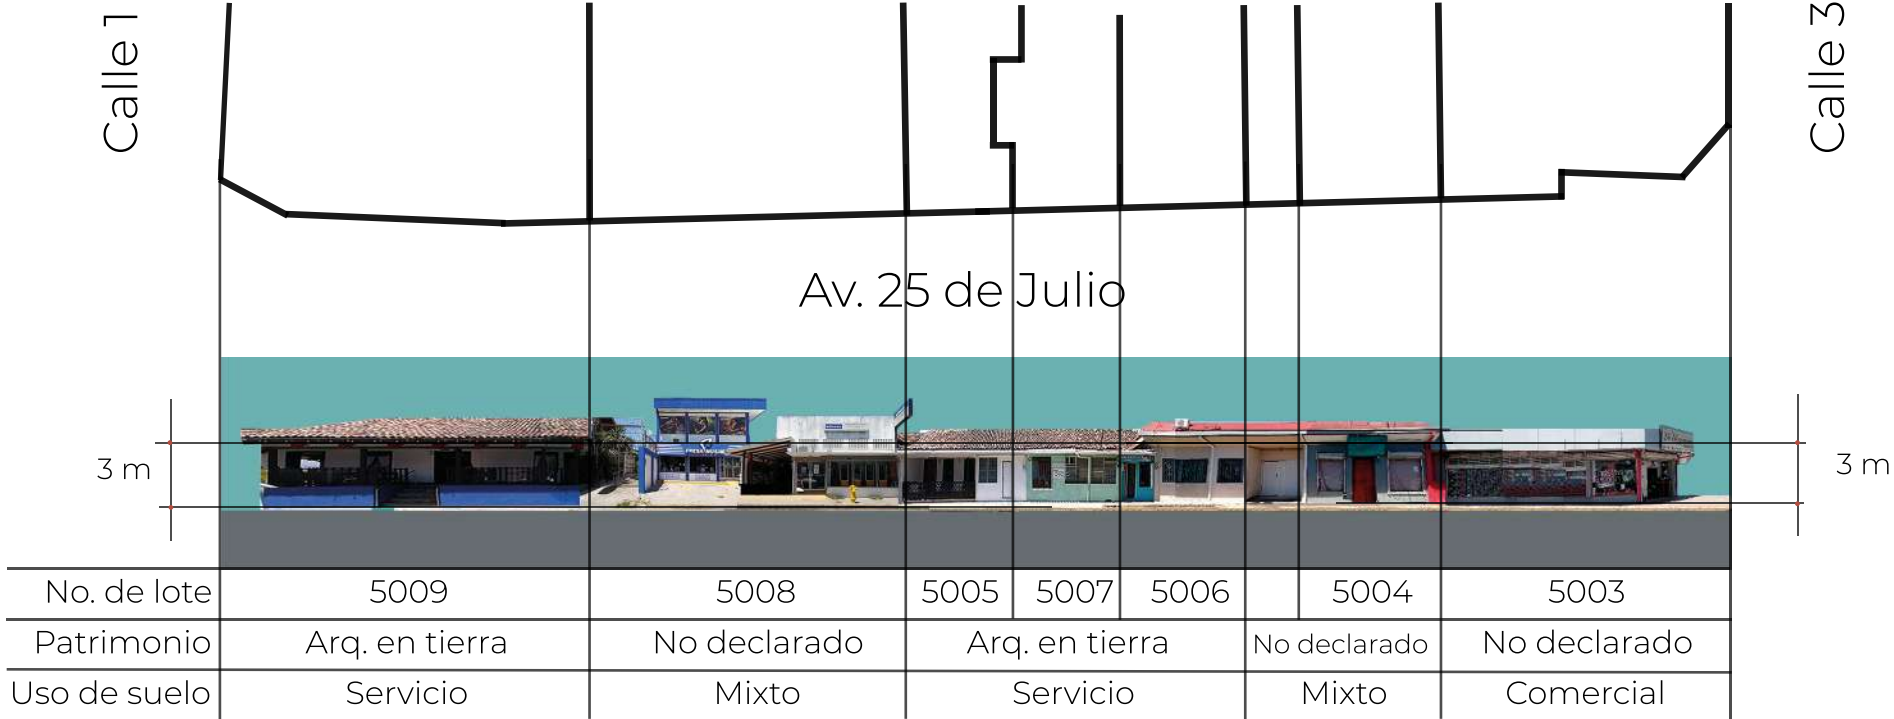 Calle 1
Calle 3
Av. 25 de Julio
3 m
3 m
No. de lote 5009 5008 5005 5007 5006 5004 5003
Patrimonio Arq. en tierra No declarado Arq. en tierra No declarado No declarado
Uso de suelo Servicio Mixto Servicio Mixto Comercial